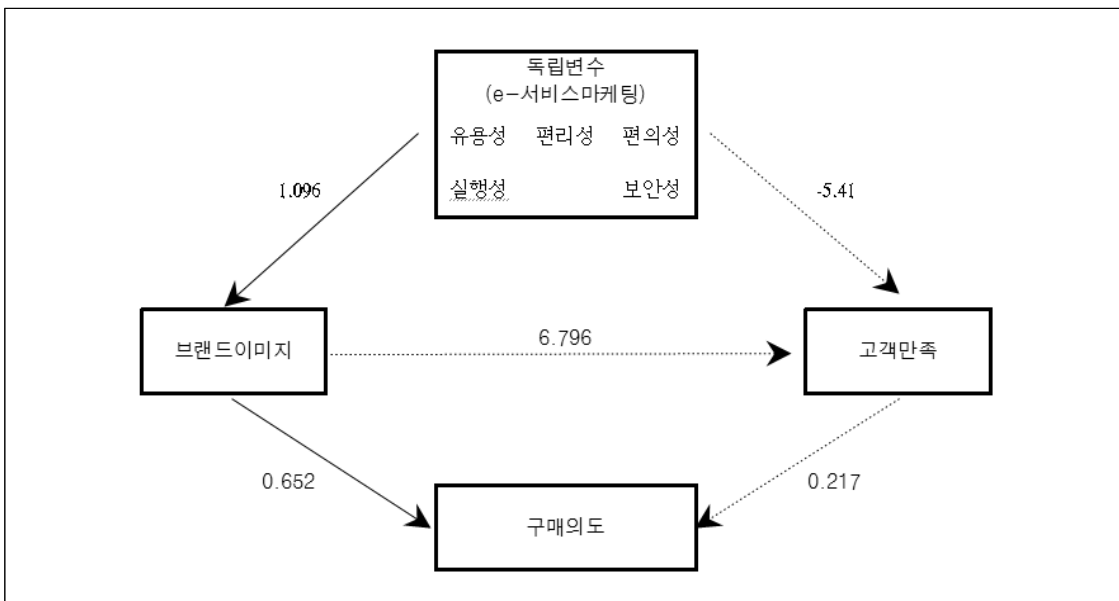 독립변수
(e-서비스마케팅)
유용성 편리성 편의성
실행성 보안성
1.096
-5.41
브랜드이미지
6.796
고객만족
0.652
0.217
구매의도